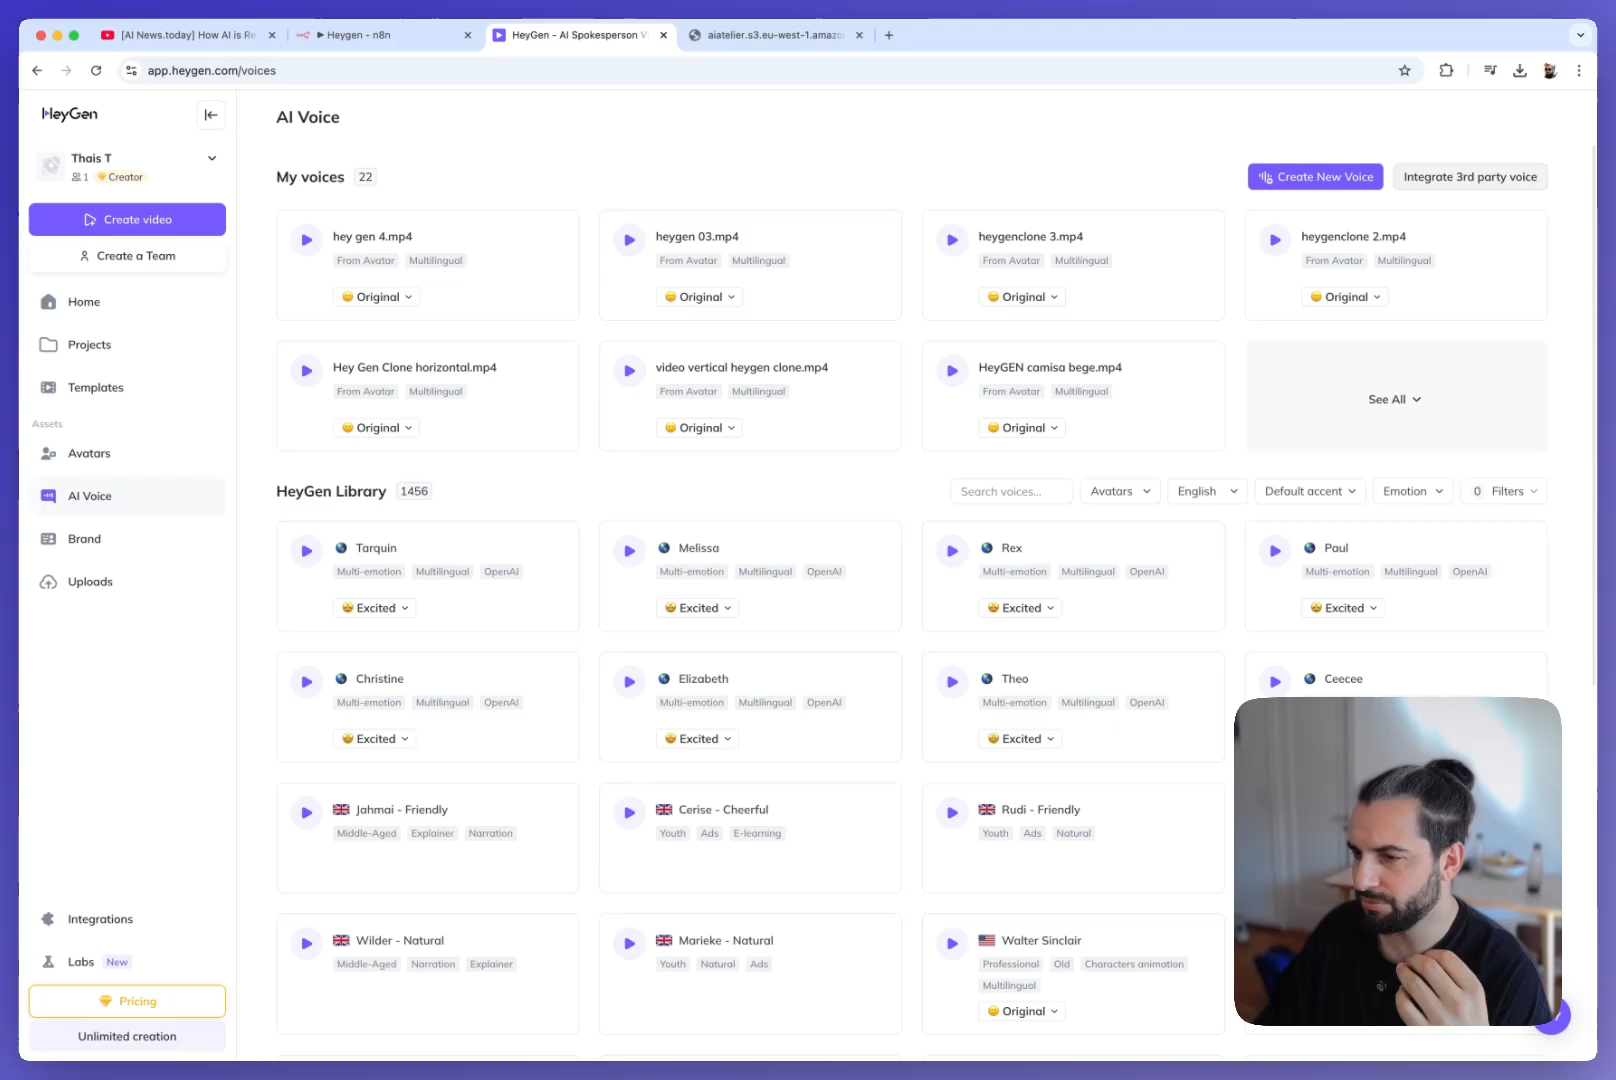 [AI News.today] How AI is Re
Heygen - n8n
HeyGen - AI Spokesperson V
aiatelier.s3.eu-west-1.amazo
app.heygen.com/voices
HeyGen
Thais T
1 Creator
Create video
Create a Team
Home
Projects
Templates
Assets
Avatars
AI Voice
Brand
Uploads
Integrations
Labs New
Pricing
Unlimited creation
AI Voice
My voices 22
Create New Voice
Integrate 3rd party voice
hey gen 4.mp4
From Avatar Multilingual
Original
heygen 03.mp4
From Avatar Multilingual
Original
heygenclone 3.mp4
From Avatar Multilingual
Original
heygenclone 2.mp4
From Avatar Multilingual
Original
Hey Gen Clone horizontal.mp4
From Avatar Multilingual
Original
video vertical heygen clone.mp4
From Avatar Multilingual
Original
HeyGEN camisa bege.mp4
From Avatar Multilingual
Original
See All
HeyGen Library 1456
Search voices...
Avatars
English
Default accent
Emotion
0 Filters
Tarquin
Multi-emotion Multilingual OpenAI
Excited
Melissa
Multi-emotion Multilingual OpenAI
Excited
Rex
Multi-emotion Multilingual OpenAI
Excited
Paul
Multi-emotion Multilingual OpenAI
Excited
Christine
Multi-emotion Multilingual OpenAI
Excited
Elizabeth
Multi-emotion Multilingual OpenAI
Excited
Theo
Multi-emotion Multilingual OpenAI
Excited
Ceecee
Jahmai - Friendly
Middle-Aged Explainer Narration
Cerise - Cheerful
Youth Ads E-learning
Rudi - Friendly
Youth Ads Natural
Wilder - Natural
Middle-Aged Narration Explainer
Marieke - Natural
Youth Natural Ads
Walter Sinclair
Professional Old Characters animation
Multilingual
Original